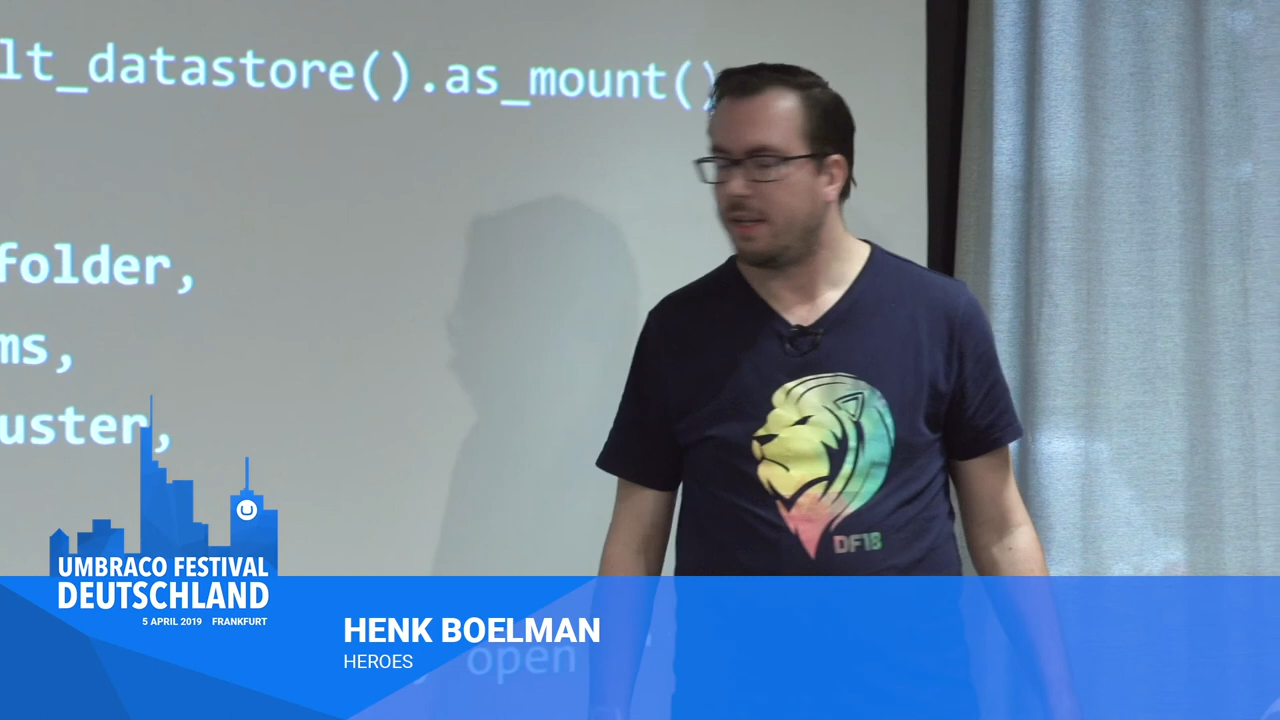 lt_datastore().as_mount()
folder,
ms,
uster,
DF18
UMBRACO FESTIVAL
DEUTSCHLAND
5 APRIL 2019 FRANKFURT
HENK BOELMAN
HEROES
open